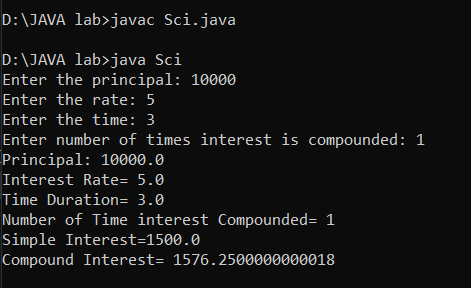 D:\JAVA lab>javac Sci.java
D:\JAVA lab>java Sci
Enter the principal: 10000
Enter the rate: 5
Enter the time: 3
Enter number of times interest is compounded: 1
Principal: 10000.0
Interest Rate= 5.0
Time Duration= 3.0
Number of Time interest Compounded= 1
Simple Interest=1500.0
Compound Interest= 1576.2500000000018